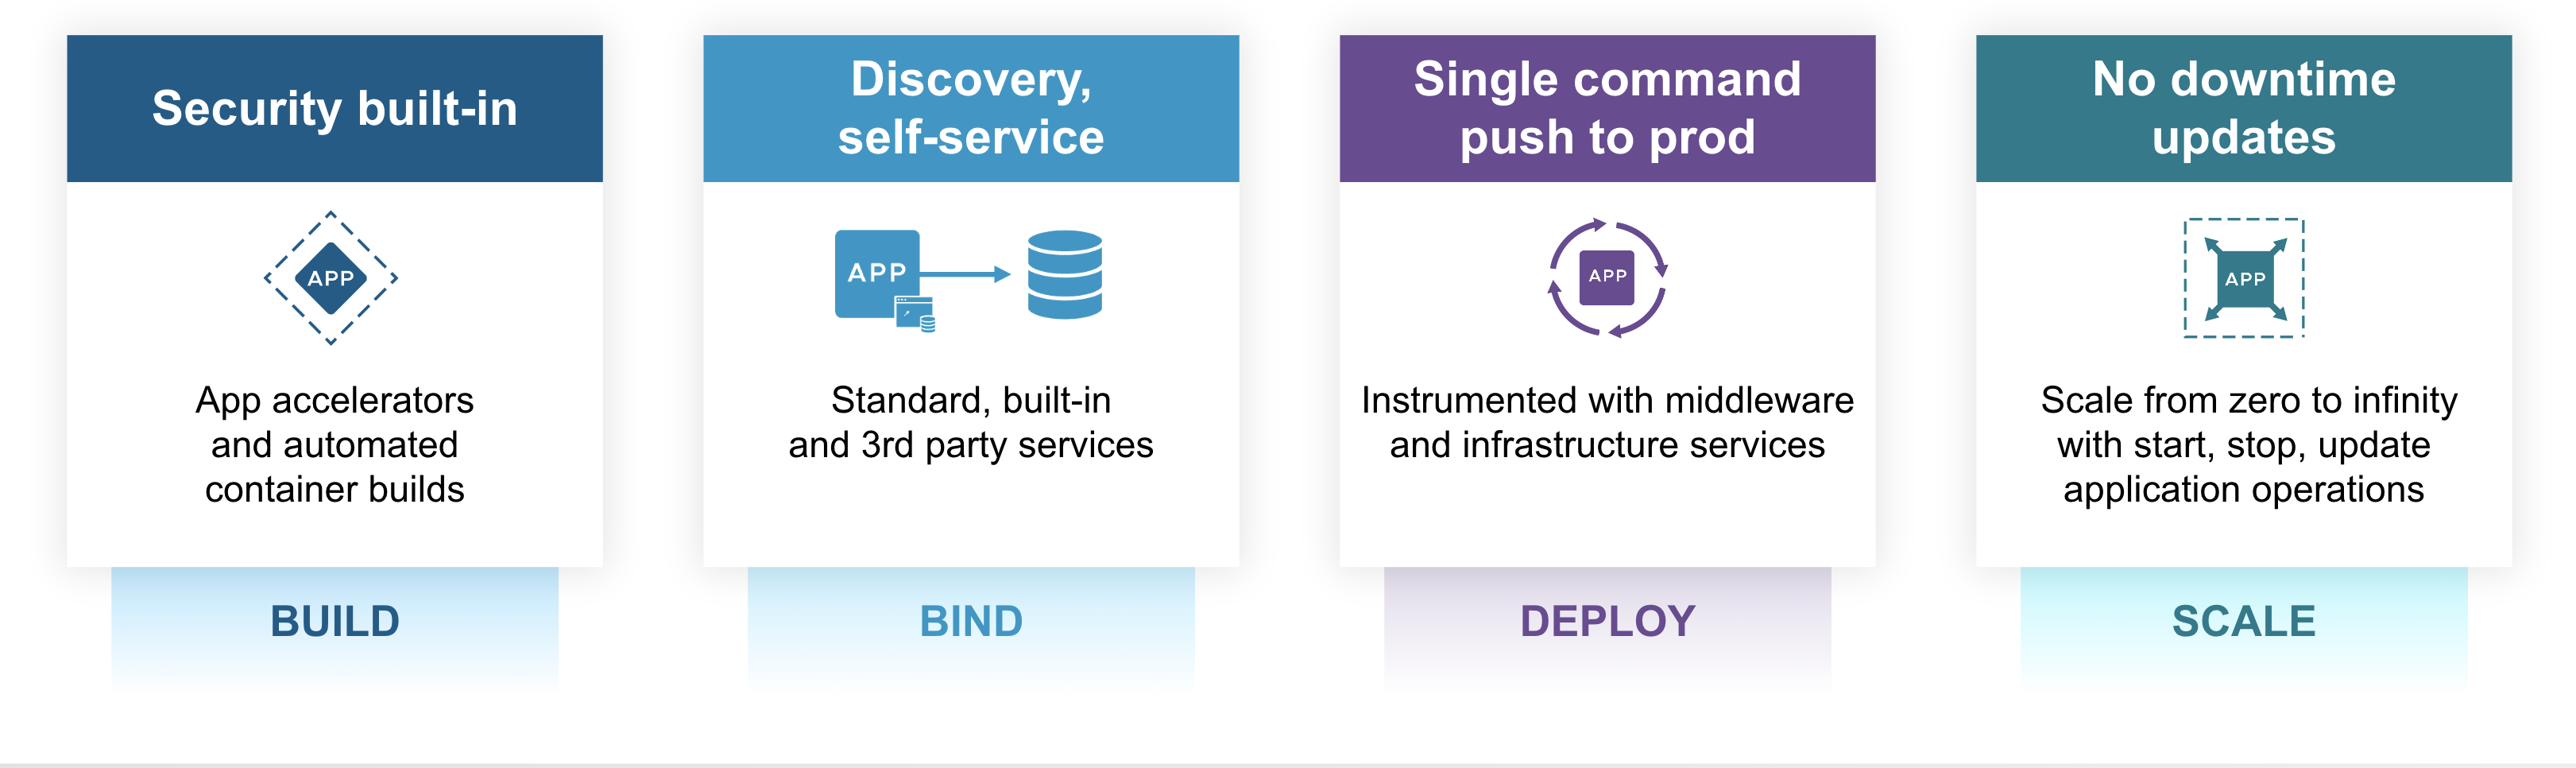 Security built-in
APP
App accelerators
and automated
container builds
BUILD
Discovery,
self-service
APP
Standard, built-in
and 3rd party services
BIND
Single command
push to prod
APP
Instrumented with middleware
and infrastructure services
DEPLOY
No downtime
updates
APP
Scale from zero to infinity
with start, stop, update
application operations
SCALE